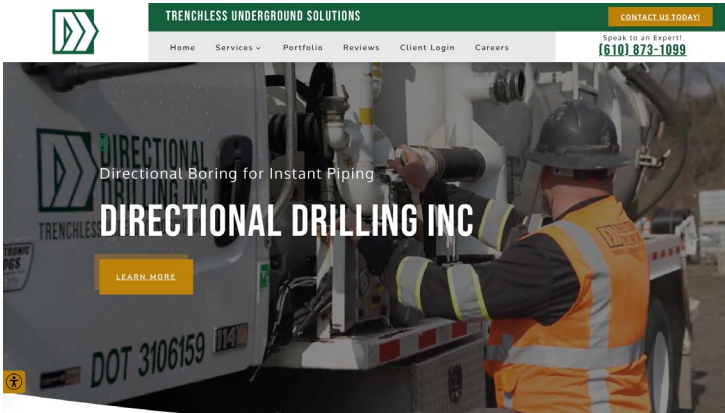 TRENCHLESS UNDERGROUND SOLUTIONS
CONTACT US TODAY!
Home Services Portfolio Reviews Client Login Careers
Speak to an Expert!
(610) 873-1099
DIRECTIONAL
DRILLING INC
TRENCHLESS
Directional Boring for Instant Piping
DIRECTIONAL DRILLING INC
LEARN MORE
DOT 3106159
114